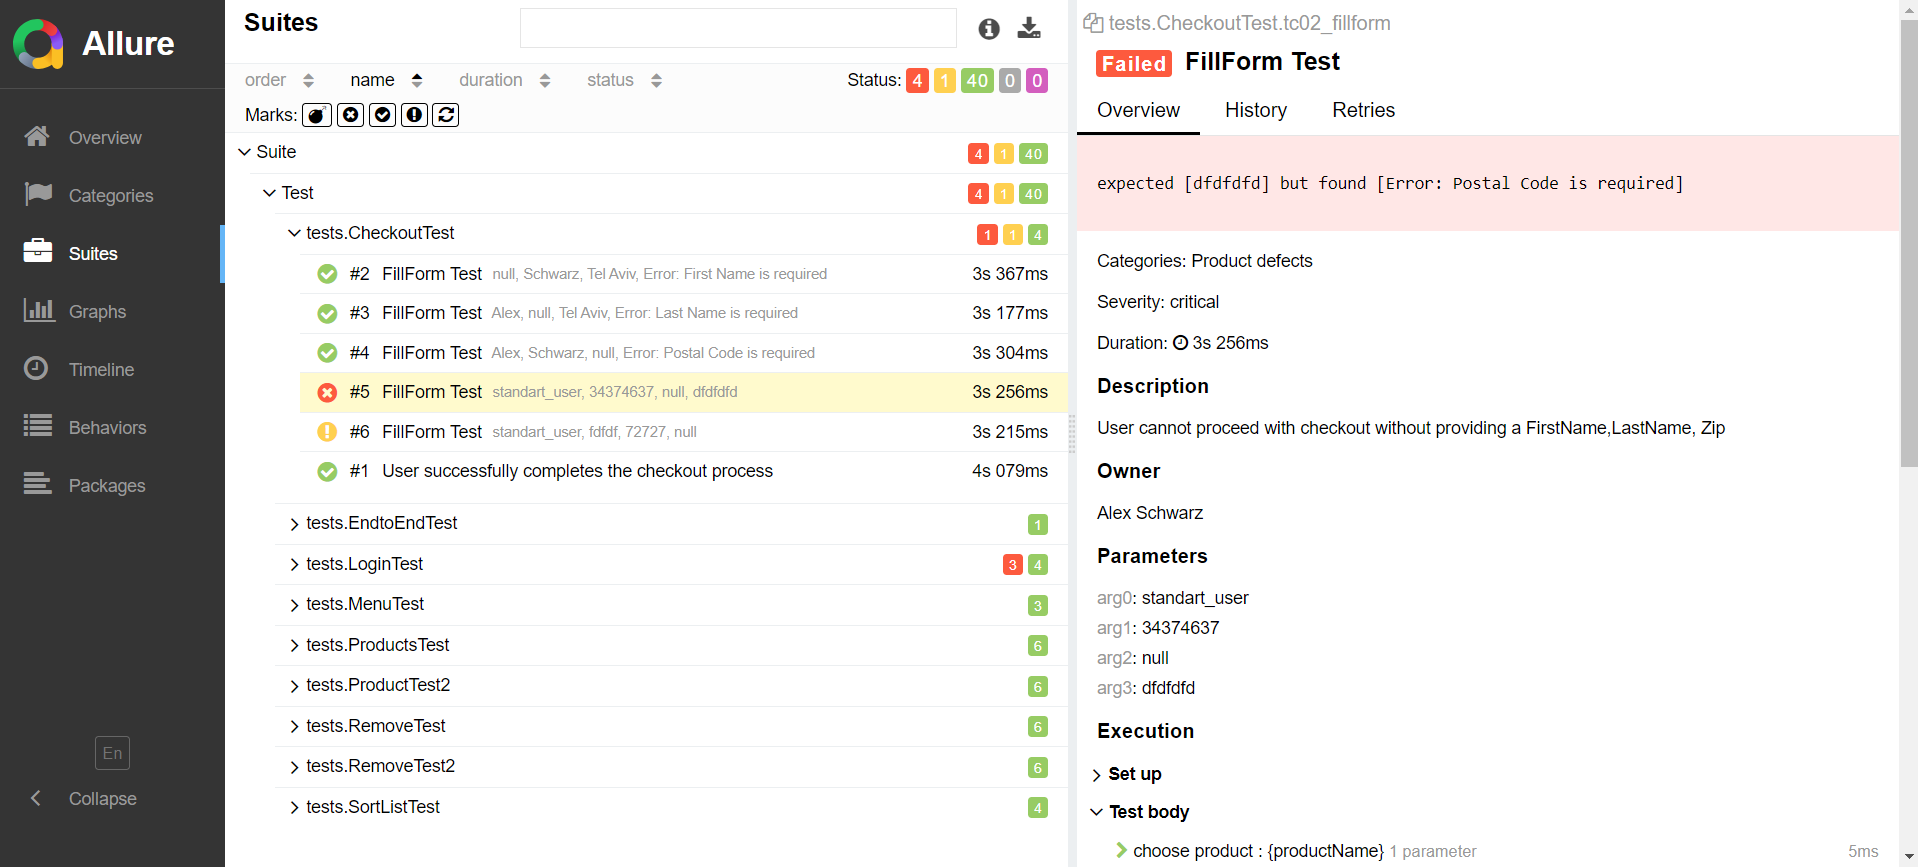 Allure
Overview
Categories
Suites
Graphs
Timeline
Behaviors
Packages
En
Collapse
Suites
order name duration status Status: 4 1 40 0 0
Marks:
Suite 4 1 40
Test 4 1 40
tests.CheckoutTest 1 1 4
#2 FillForm Test null, Schwarz, Tel Aviv, Error: First Name is required 3s 367ms
#3 FillForm Test Alex, null, Tel Aviv, Error: Last Name is required 3s 177ms
#4 FillForm Test Alex, Schwarz, null, Error: Postal Code is required 3s 304ms
#5 FillForm Test standart_user, 34374637, null, dfdfdfd 3s 256ms
#6 FillForm Test standart_user, fdfdf, 72727, null 3s 215ms
#1 User successfully completes the checkout process 4s 079ms
tests.EndtoEndTest 1
tests.LoginTest 3 4
tests.MenuTest 3
tests.ProductsTest 6
tests.ProductTest2 6
tests.RemoveTest 6
tests.RemoveTest2 6
tests.SortListTest 4
tests.CheckoutTest.tc02_fillform
Failed FillForm Test
Overview History Retries
expected [dfdfdfd] but found [Error: Postal Code is required]
Categories: Product defects
Severity: critical
Duration: 3s 256ms
Description
User cannot proceed with checkout without providing a FirstName,LastName, Zip
Owner
Alex Schwarz
Parameters
arg0: standart_user
arg1: 34374637
arg2: null
arg3: dfdfdfd
Execution
Set up
Test body
choose product : {productName} 1 parameter 5ms